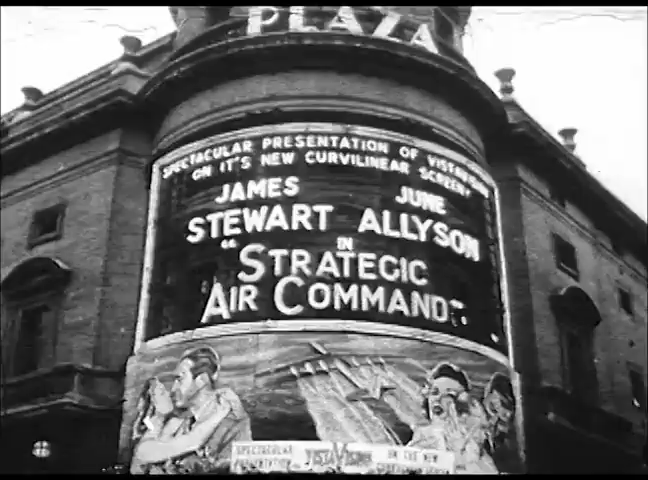 PLAZA
SPECTACULAR PRESENTATION OF VISTAVISION
ON IT'S NEW CURVILINEAR SCREEN!
JAMES JUNE
STEWART ALLYSON
IN
"STRATEGIC
AIR COMMAND"
SPECTACULAR VISTAVISION ON THE NEW
PRESENTATION